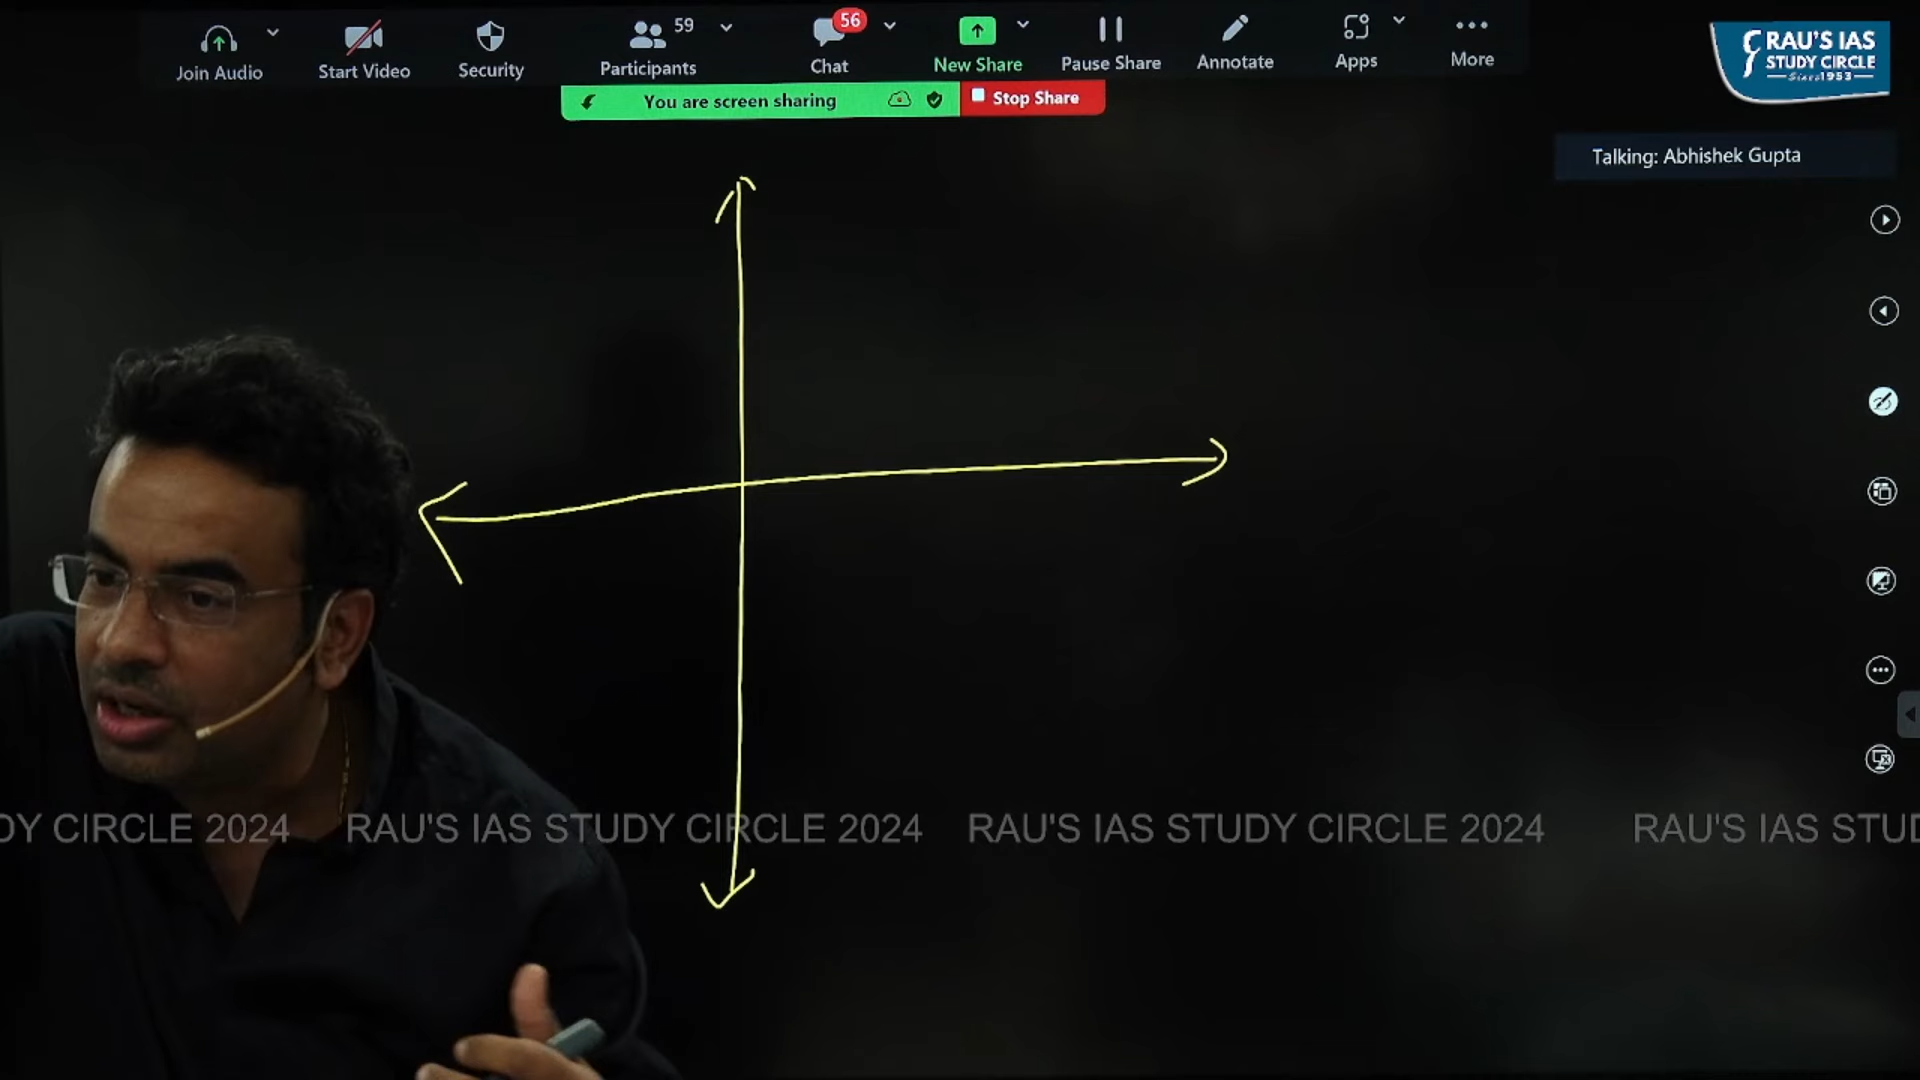 Join Audio
Start Video
Security
59
Participants
56
Chat
New Share
Pause Share
Annotate
Apps
More
You are screen sharing
Stop Share
RAU'S IAS
STUDY CIRCLE
Since 1953
Talking: Abhishek Gupta
DY CIRCLE 2024 RAU'S IAS STUDY CIRCLE 2024 RAU'S IAS STUDY CIRCLE 2024 RAU'S IAS STUD